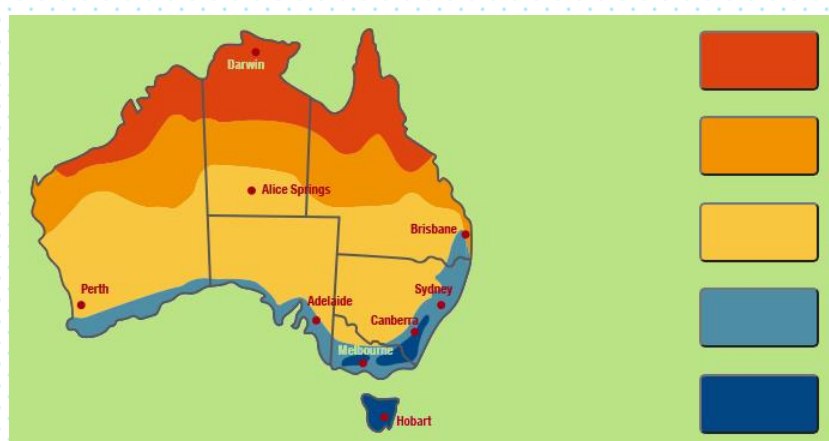 Darwin
Alice Springs
Brisbane
Perth
Sydney
Adelaide
Canberra
Melbourne
Hobart